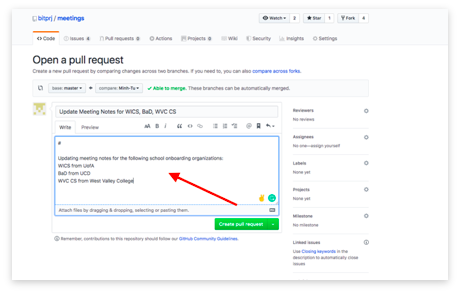 bitprj / meetings
Watch 2 Star 1 Fork 4
Code Issues Pull requests Actions Projects Wiki Security Insights Settings
Open a pull request
Create a new pull request by comparing changes across two branches. If you need to, you can also compare across forks.
base: master compare: Minh-Tu Able to merge. These branches can be automatically merged.
Update Meeting Notes for WICS, BaD, WVC CS
Write Preview
#
Updating meeting notes for the following school onboarding organizations:
WICS from UofA
BaD from UCD
WVC CS from West Valley College
Attach files by dragging & dropping, selecting or pasting them.
Create pull request
Remember, contributions to this repository should follow our GitHub Community Guidelines.
Reviewers
No reviews
Assignees
No one—assign yourself
Labels
None yet
Projects
None yet
Milestone
No milestone
Linked issues
Use Closing keywords in the
description to automatically close
issues